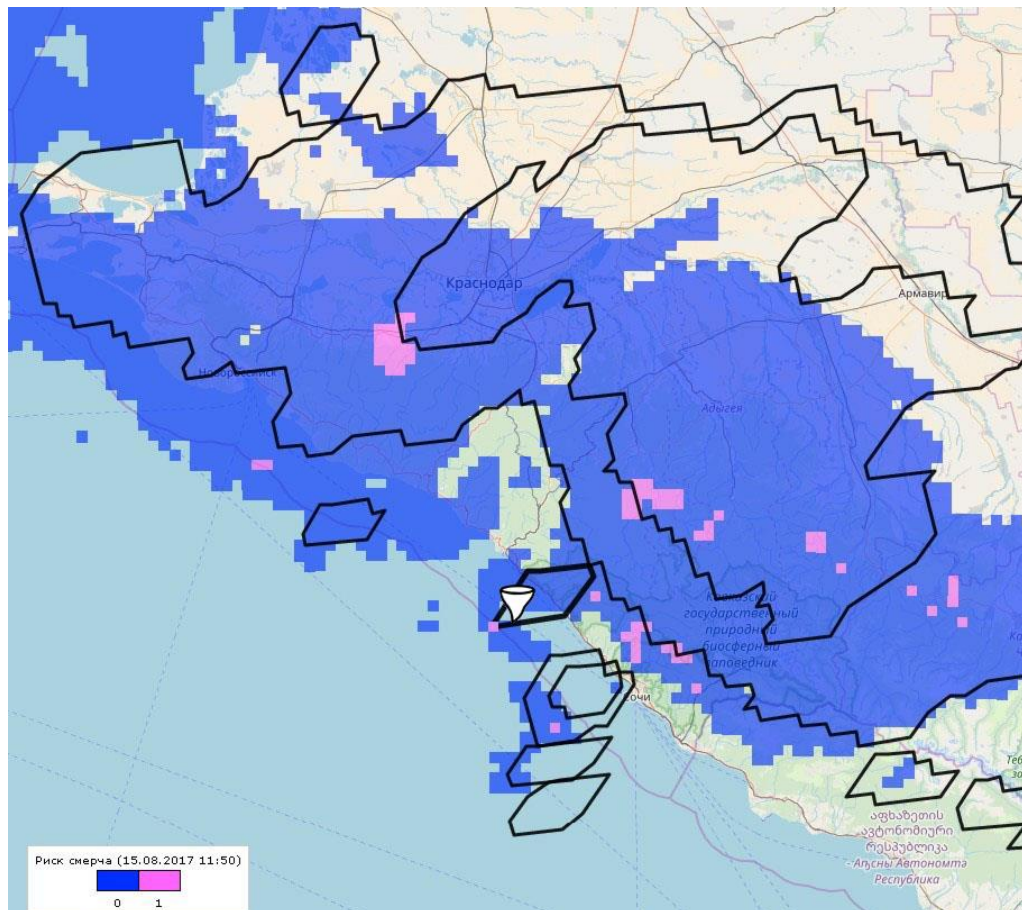 Краснодар
Армавир
Новороссийск
Адыгея
Кавказский
государственный
природный
биосферный
заповедник
Сочи
აფხაზეთის
ავტონომიური
რესპუბლიკა
- Аԥсны Автономта
Республика
Риск смерча (15.08.2017 11:50)
0 1